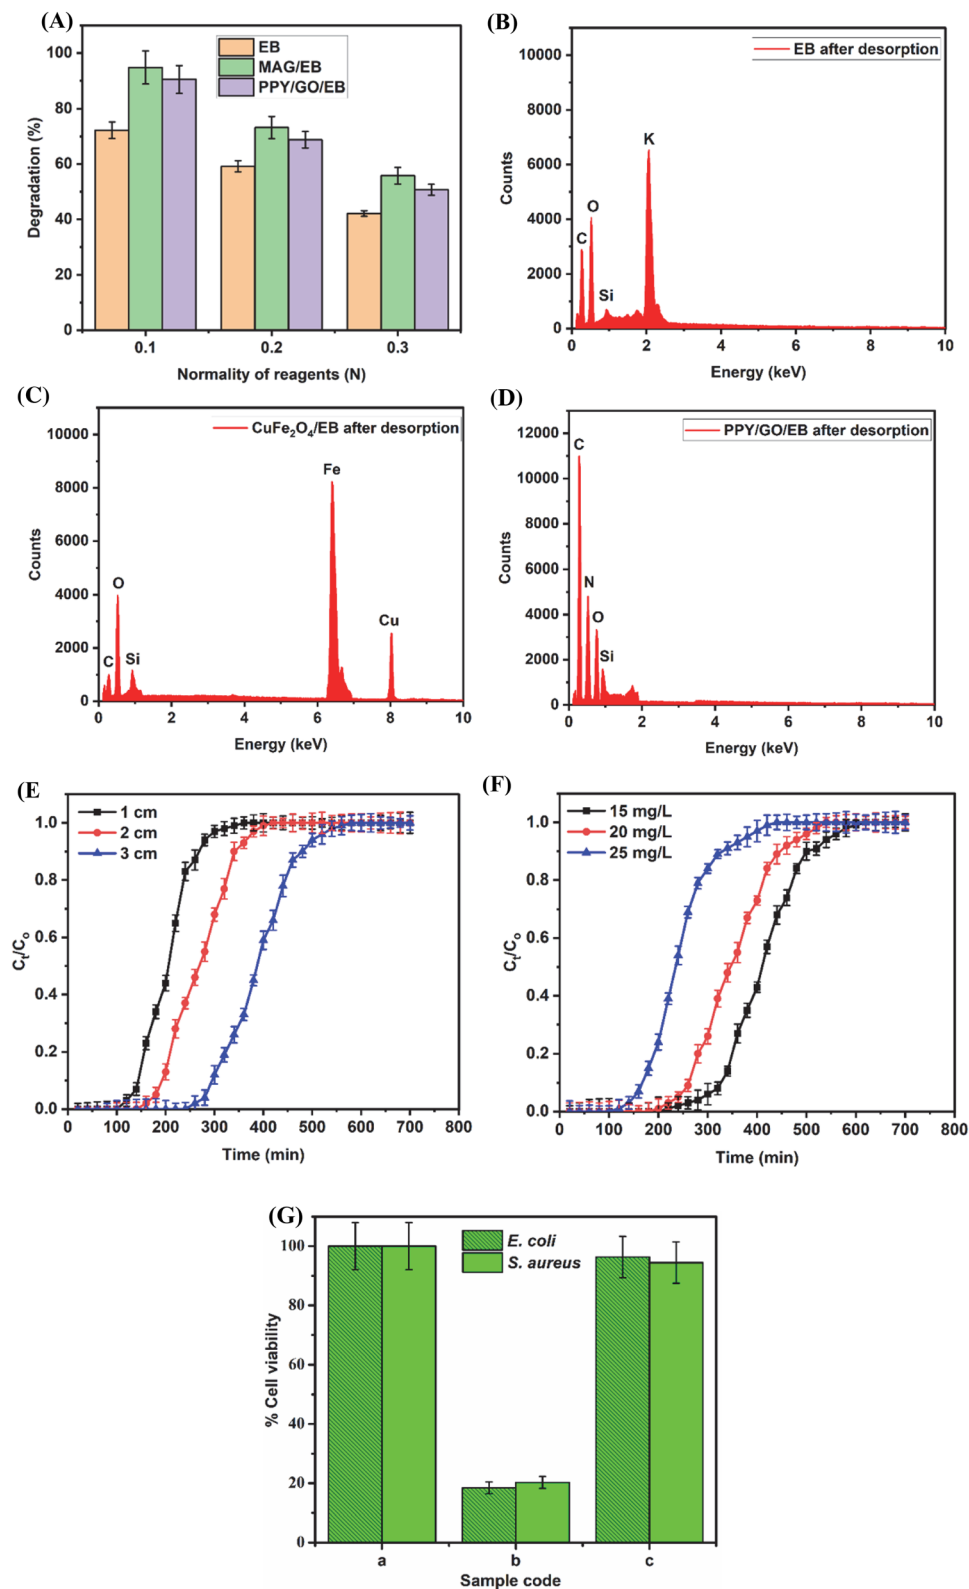 (A)
EB
MAG/EB
PPY/GO/EB
Degradation (%)
100
80
60
40
20
0
0.1 0.2 0.3
Normality of reagents (N)
(B)
EB after desorption
Counts
10000
8000
6000
4000
2000
0
C
O
Si
K
0 2 4 6 8 10
Energy (keV)
(C)
CuFe₂O₄/EB after desorption
Counts
10000
8000
6000
4000
2000
0
C
O
Si
Fe
Cu
0 2 4 6 8 10
Energy (keV)
(D)
PPY/GO/EB after desorption
Counts
12000
10000
8000
6000
4000
2000
0
C
N
O
Si
0 2 4 6 8 10
Energy (keV)
(E)
1 cm
2 cm
3 cm
Cₜ/Cₒ
1.0
0.8
0.6
0.4
0.2
0.0
0 100 200 300 400 500 600 700 800
Time (min)
(F)
15 mg/L
20 mg/L
25 mg/L
Cₜ/Cₒ
1.0
0.8
0.6
0.4
0.2
0.0
0 100 200 300 400 500 600 700 800
Time (min)
(G)
E. coli
S. aureus
% Cell viability
100
80
60
40
20
0
a b c
Sample code